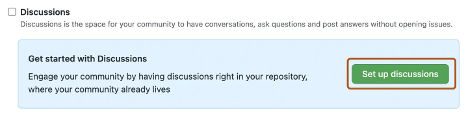 Discussions
Discussions is the space for your community to have conversations, ask questions and post answers without opening issues.
Get started with Discussions
Engage your community by having discussions right in your repository,
where your community already lives
Set up discussions